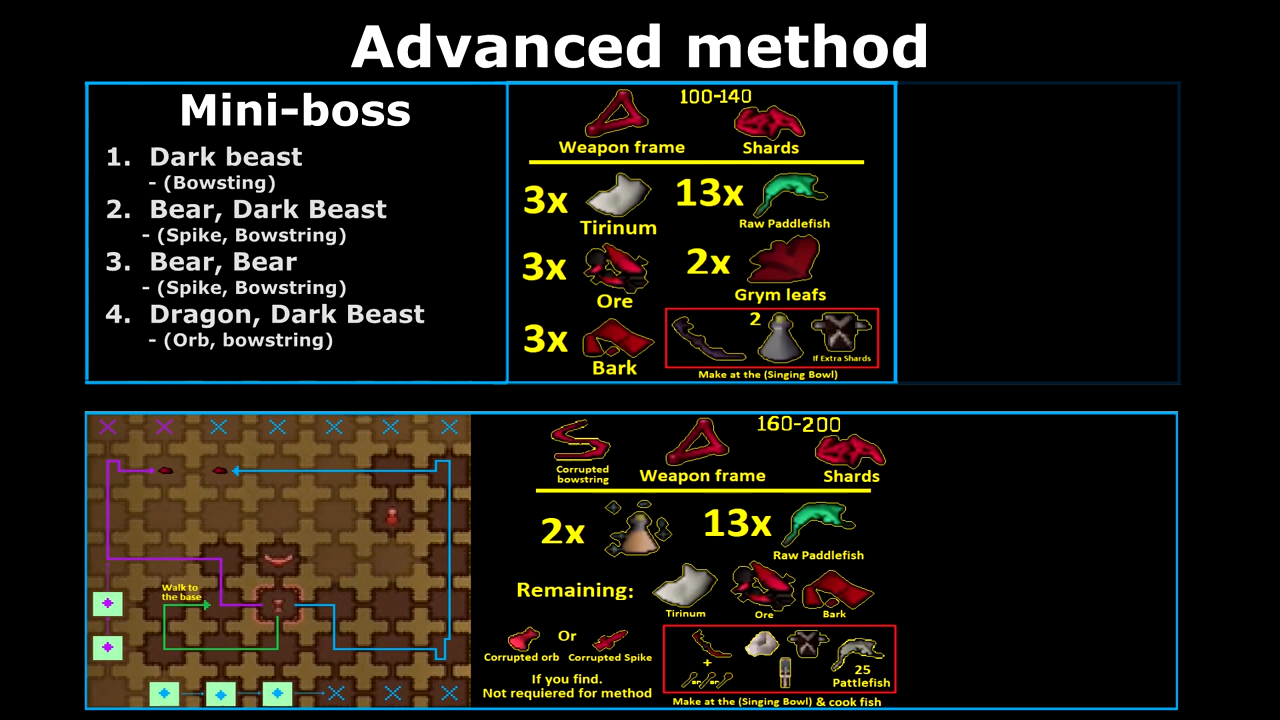 Advanced method
Mini-boss
1. Dark beast
- (Bowsting)
2. Bear, Dark Beast
- (Spike, Bowstring)
3. Bear, Bear
- (Spike, Bowstring)
4. Dragon, Dark Beast
- (Orb, bowstring)
100-140
Weapon frame
Shards
3x
Tirinum
13x
Raw Paddlefish
3x
Ore
2x
Grym leafs
3x
Bark
2
If Extra Shards
Make at the (Singing Bowl)
Walk to
the base
160-200
Corrupted
bowstring
Weapon frame
Shards
2x
13x
Raw Paddlefish
Remaining:
Tirinum
Ore
Bark
Or
Corrupted orb
Corrupted Spike
If you find.
Not requiered for method
+
or
or
25
Pattlefish
Make at the (Singing Bowl) & cook fish